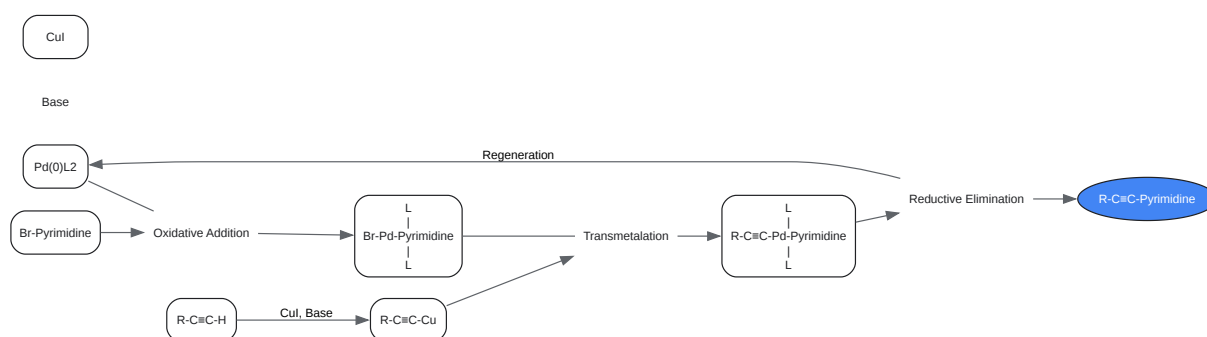 CuI
Base
Pd(0)L2
Regeneration
Br-Pyrimidine
Oxidative Addition
L
|
Br-Pd-Pyrimidine
|
L
Transmetalation
L
|
R-C≡C-Pd-Pyrimidine
|
L
Reductive Elimination
R-C≡C-Pyrimidine
R-C≡C-H
CuI, Base
R-C≡C-Cu